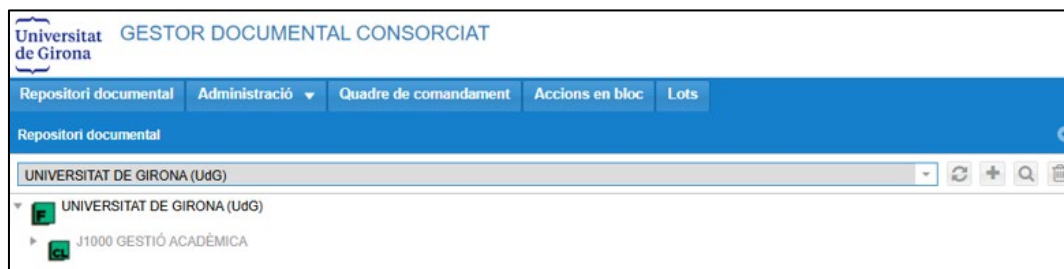 Universitat
de Girona
GESTOR DOCUMENTAL CONSORCIAT
Repositori documental Administració Quadre de comandament Accions en bloc Lots
Repositori documental
UNIVERSITAT DE GIRONA (UdG)
F UNIVERSITAT DE GIRONA (UdG)
CL J1000 GESTIÓ ACADÈMICA